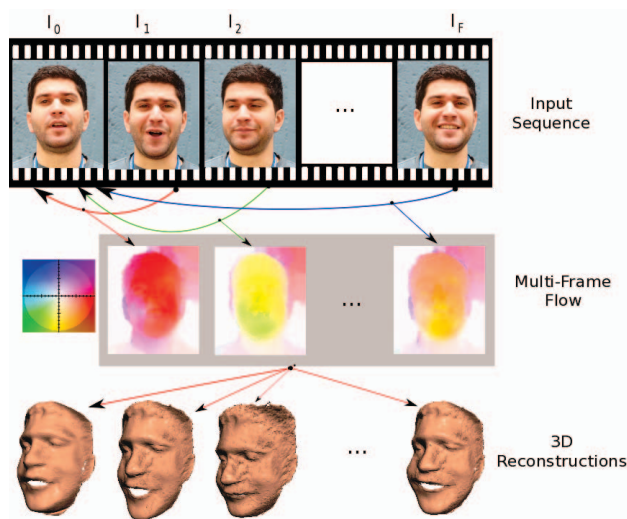 I0 I1 I2 IF
...
Input
Sequence
Multi-Frame
Flow
...
3D
Reconstructions
...